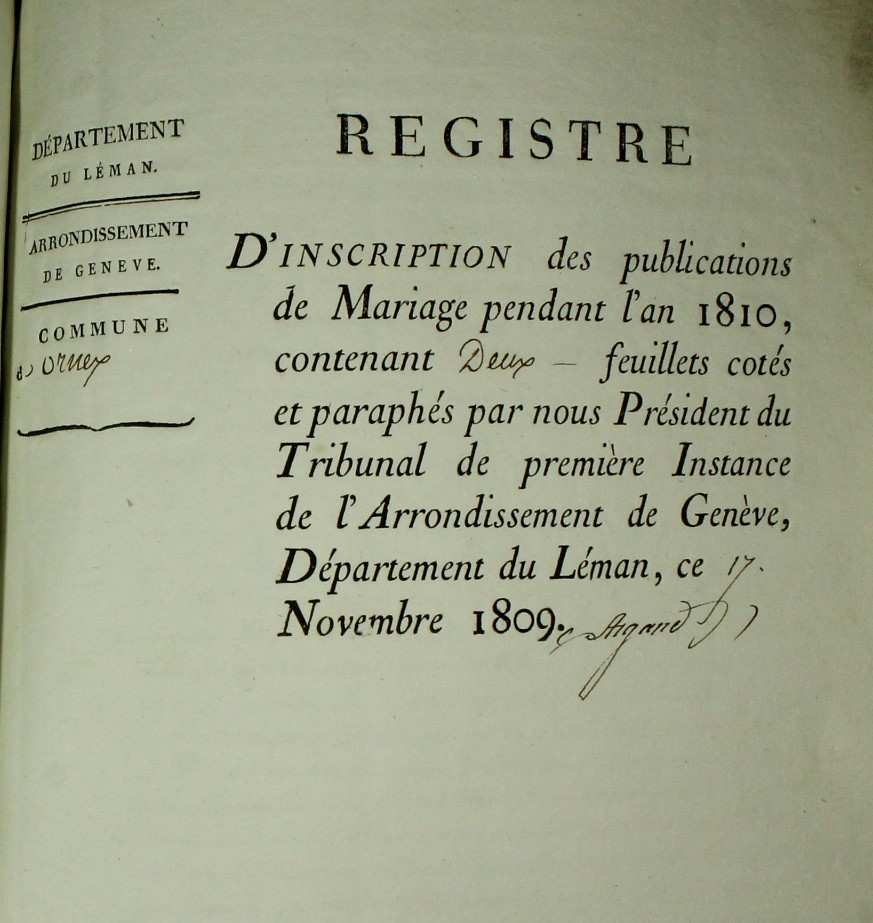 DÉPARTEMENT
DU LÉMAN.
ARRONDISSEMENT
DE GENEVE.
COMMUNE
d'Ornex
REGISTRE
D'INSCRIPTION des publications
de Mariage pendant l'an 1810,
contenant Deux — feuillets cotés
et paraphés par nous Président du
Tribunal de première Instance
de l'Arrondissement de Genève,
Département du Léman, ce 17.
Novembre 1809.